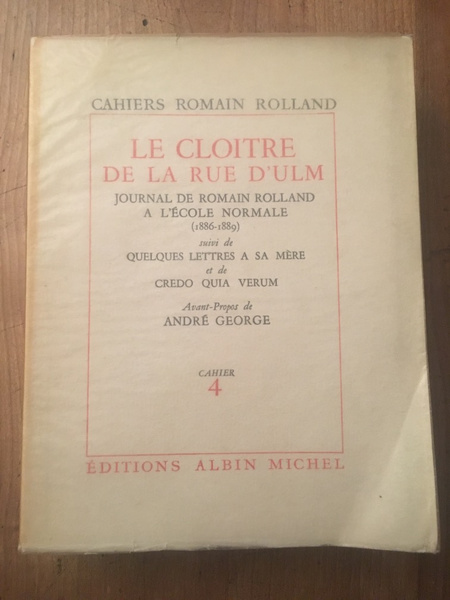 CAHIERS ROMAIN ROLLAND
LE CLOITRE
DE LA RUE D'ULM
JOURNAL DE ROMAIN ROLLAND
A L'ÉCOLE NORMALE
(1886-1889)
suivi de
QUELQUES LETTRES A SA MÈRE
et de
CREDO QUIA VERUM
Avant-Propos de
ANDRÉ GEORGE
CAHIER
4
ÉDITIONS ALBIN MICHEL